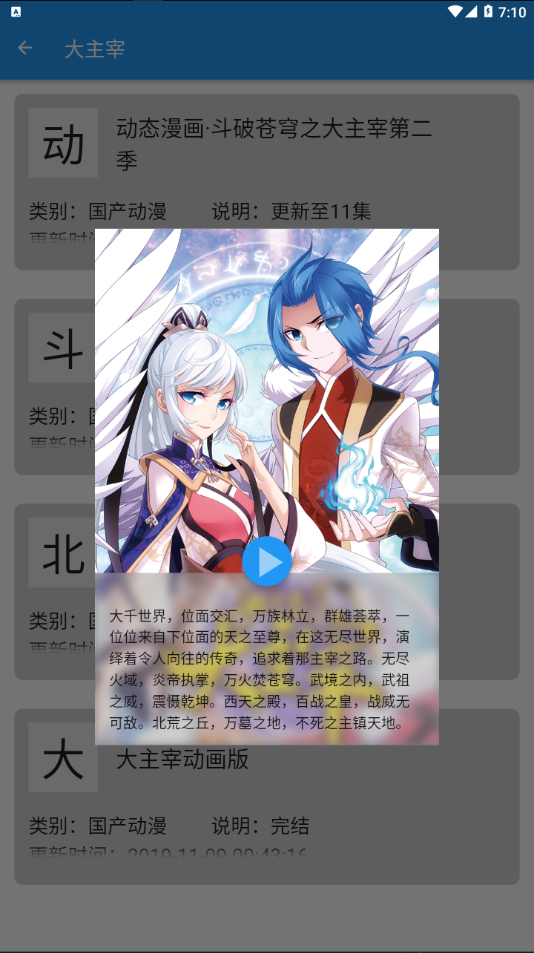 7:10
大主宰
动
动态漫画·斗破苍穹之大主宰第二
季
类别：国产动漫 说明：更新至11集
更新时
斗
类别：
更新时
大千世界，位面交汇，万族林立，群雄荟萃，一
位位来自下位面的天之至尊，在这无尽世界，演
绎着令人向往的传奇，追求着那主宰之路。无尽
火域，炎帝执掌，万火焚苍穹。武境之内，武祖
之威，震慑乾坤。西天之殿，百战之皇，战威无
可敌。北荒之丘，万墓之地，不死之主镇天地。
北
类别：
更新时
大
大主宰动画版
类别：国产动漫 说明：完结
更新时间：2019-11-09 00:43:16